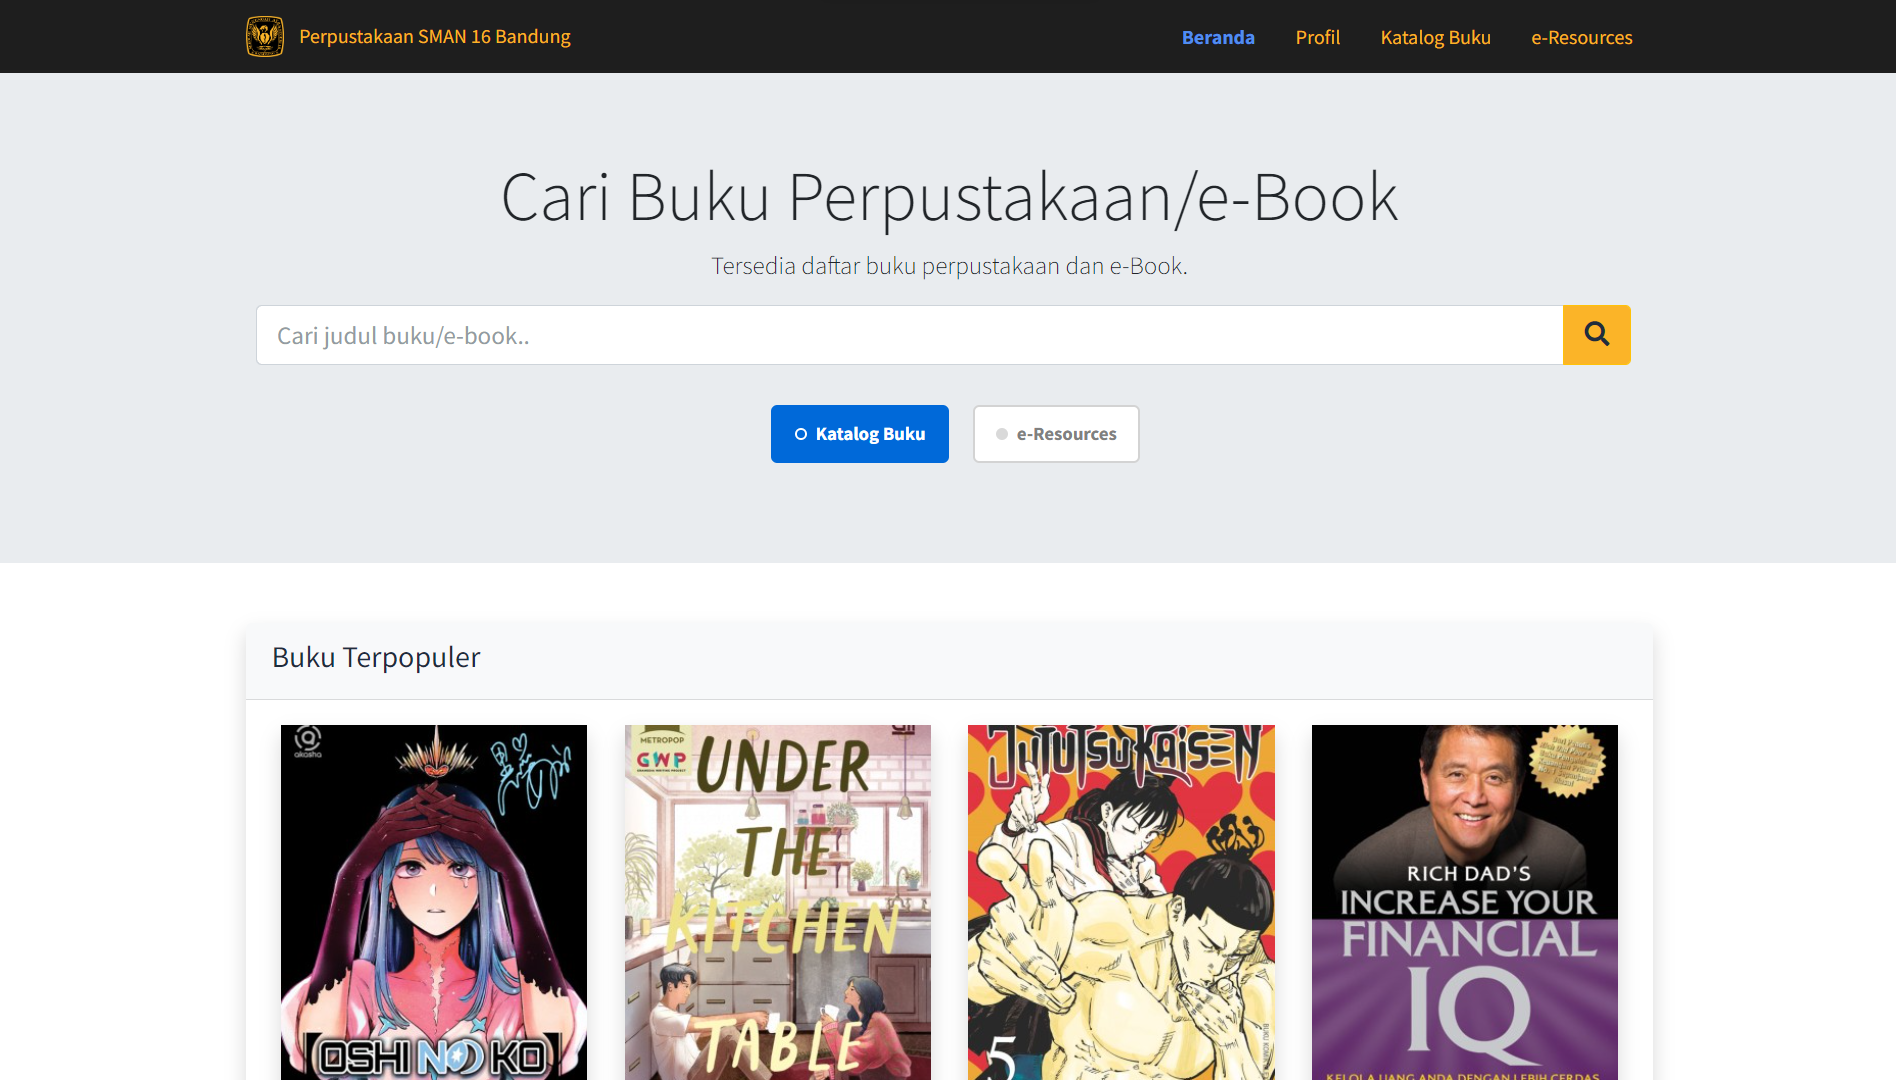 Perpustakaan SMAN 16 Bandung
Beranda
Profil
Katalog Buku
e-Resources
Cari Buku Perpustakaan/e-Book
Tersedia daftar buku perpustakaan dan e-Book.
Cari judul buku/e-book..
Katalog Buku
e-Resources
Buku Terpopuler
akasha
OSHI NO KO
METROPOP
GWP
UNDER
THE
KITCHEN
TABLE
JUJUTSU KAISEN
5
RICH DAD'S
INCREASE YOUR
FINANCIAL
IQ
KELOLA UANG ANDA DENGAN LEBIH CERDAS